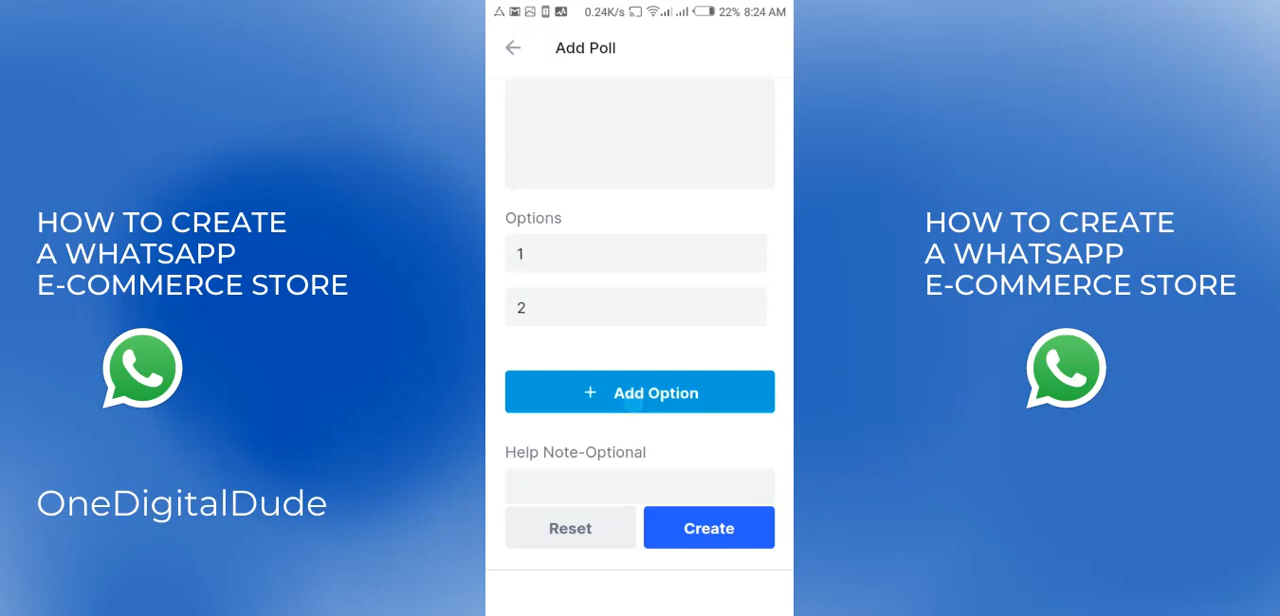 0.24K/s 22% 8:24 AM
Add Poll
HOW TO CREATE
A WHATSAPP
E-COMMERCE STORE
OneDigitalDude
Options
1
2
+ Add Option
Help Note-Optional
Reset Create
HOW TO CREATE
A WHATSAPP
E-COMMERCE STORE